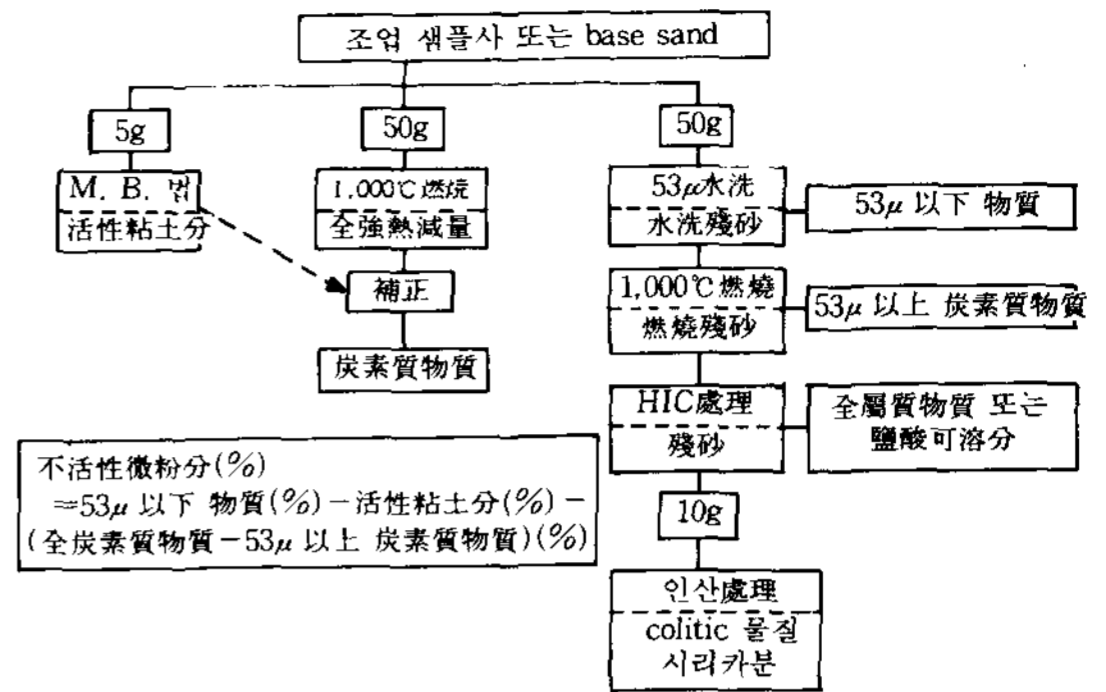 조업 샘플사 또는 base sand
5g
50g
50g
M. B. 법
活性粘土分
1,000℃燃燒
全強熱減量
補正
炭素質物質
53μ水洗
水洗殘砂
53μ 以下 物質
1,000℃燃燒
燃燒殘砂
53μ 以上 炭素質物質
HIC處理
殘砂
全屬質物質 또는
鹽酸可溶分
10g
인산處理
colitic 물질
시리카분
不活性微粉分(%)
=53μ 以下 物質(%)-活性粘土分(%)-
(全炭素質物質-53μ 以上 炭素質物質)(%)